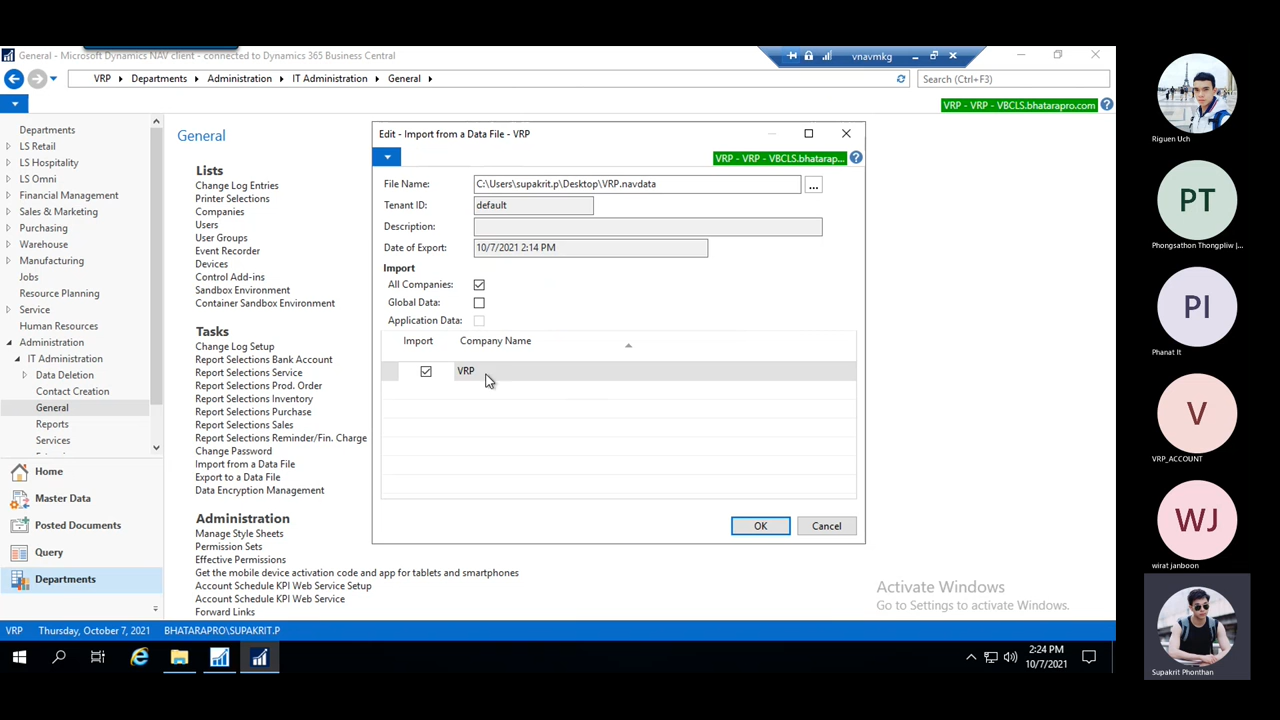 General - Microsoft Dynamics NAV client - connected to Dynamics 365 Business Central
vnavmkg
VRP Departments Administration IT Administration General
Search (Ctrl+F3)
VRP - VRP - VBCLS.bhatarapro.com
Departments
LS Retail
LS Hospitality
LS Omni
Financial Management
Sales & Marketing
Purchasing
Warehouse
Manufacturing
Jobs
Resource Planning
Service
Human Resources
Administration
IT Administration
Data Deletion
Contact Creation
General
Reports
Services
Home
Master Data
Posted Documents
Query
Departments
General
Lists
Change Log Entries
Printer Selections
Companies
Users
User Groups
Event Recorder
Devices
Control Add-ins
Sandbox Environment
Container Sandbox Environment
Tasks
Change Log Setup
Report Selections Bank Account
Report Selections Service
Report Selections Prod. Order
Report Selections Inventory
Report Selections Purchase
Report Selections Sales
Report Selections Reminder/Fin. Charge
Change Password
Import from a Data File
Export to a Data File
Data Encryption Management
Administration
Manage Style Sheets
Permission Sets
Effective Permissions
Get the mobile device activation code and app for tablets and smartphones
Account Schedule KPI Web Service Setup
Account Schedule KPI Web Service
Forward Links
Edit - Import from a Data File - VRP
VRP - VRP - VBCLS.bhatarap...
File Name: C:\Users\supakrit.p\Desktop\VRP.navdata ...
Tenant ID: default
Description:
Date of Export: 10/7/2021 2:14 PM
Import
All Companies:
Global Data:
Application Data:
Import Company Name
VRP
OK Cancel
Activate Windows
Go to Settings to activate Windows.
VRP Thursday, October 7, 2021 BHATARAPRO\SUPAKRIT.P
2:24 PM
10/7/2021
Riguen Uch
PT
Phongsathon Thongpliw |...
PI
Phanat It
V
VRP_ACCOUNT
WJ
wirat janboon
Supakrit Phonthan